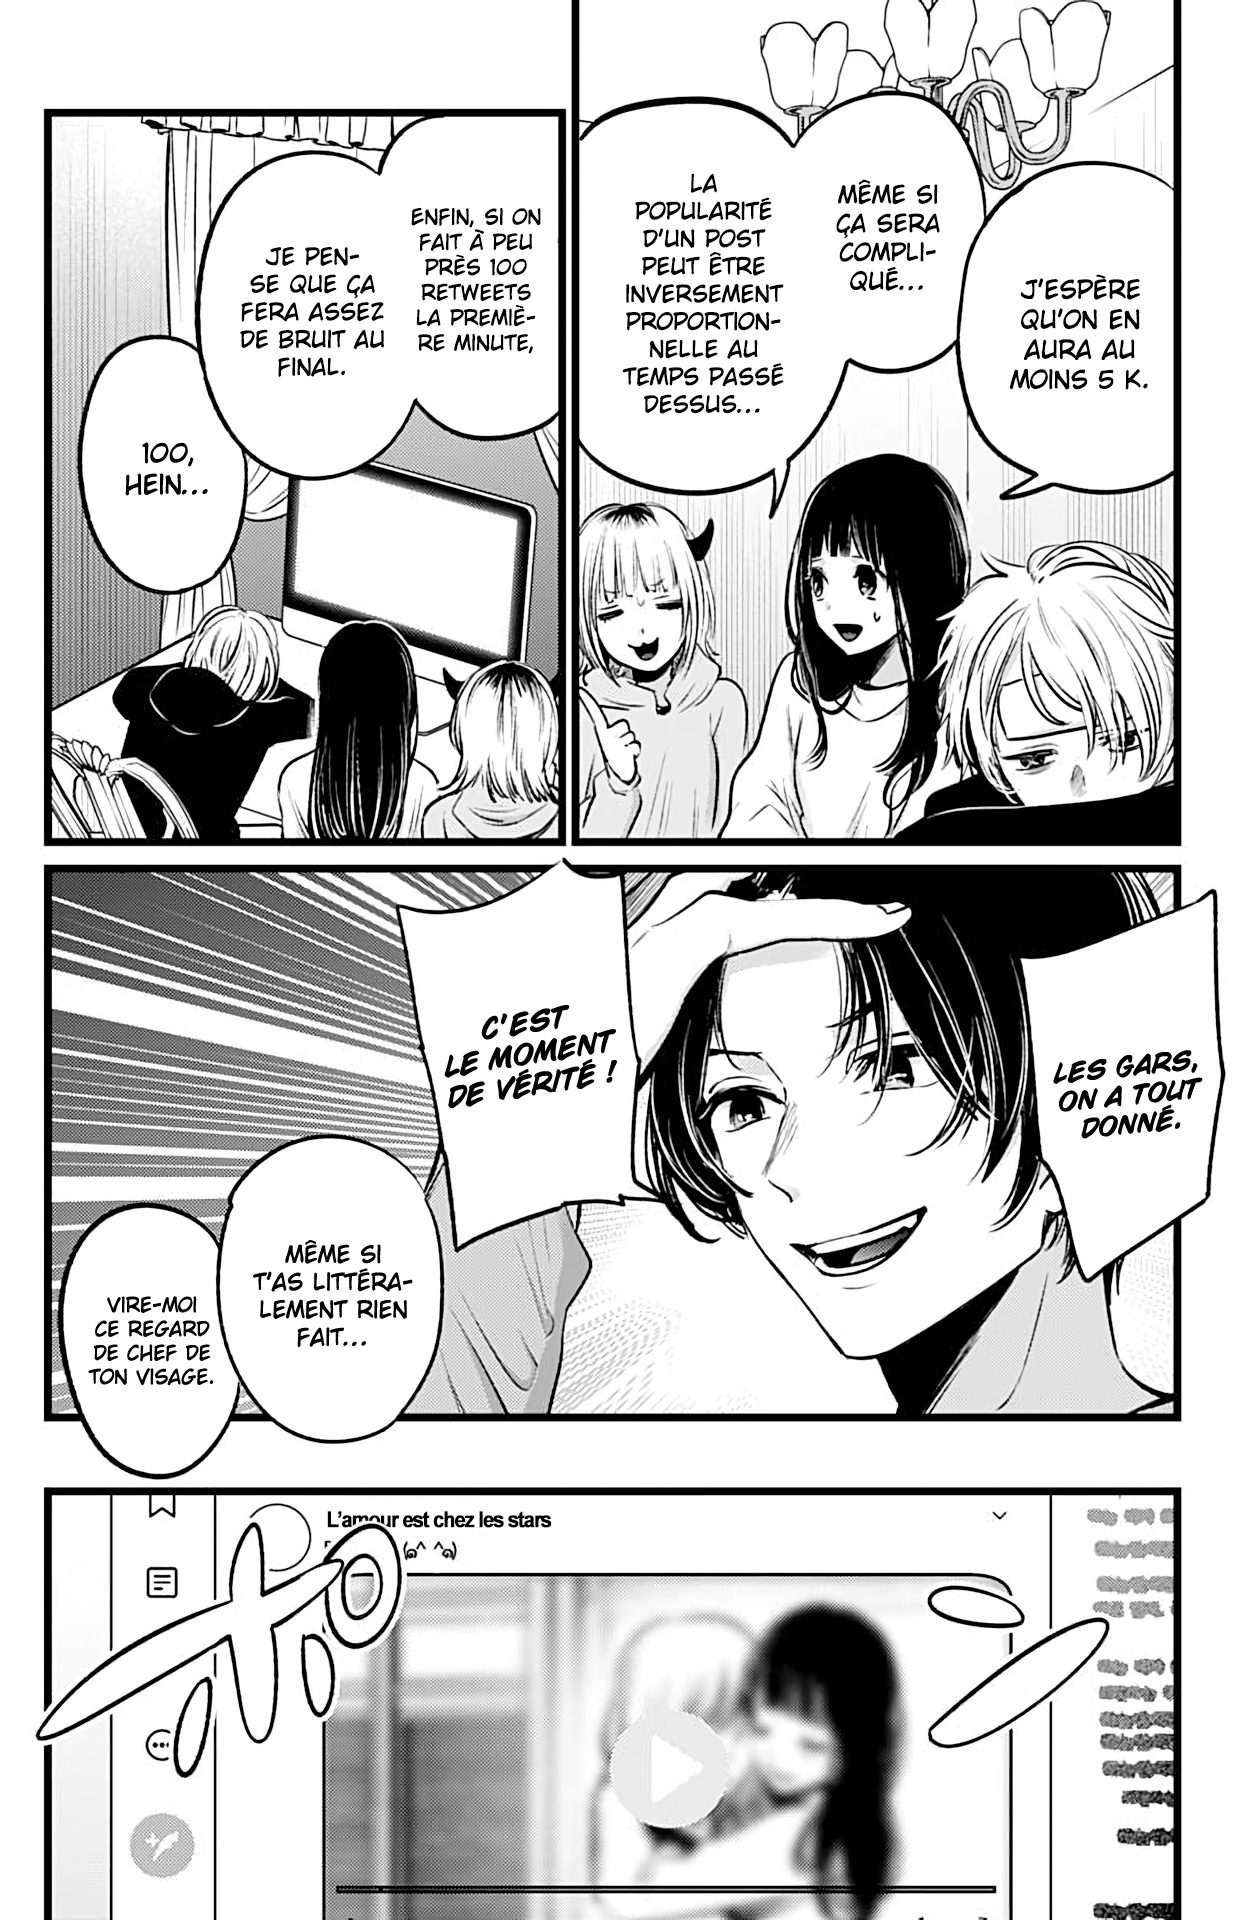 J'ESPÈRE
QU'ON EN
AURA AU
MOINS 5 K.
MÊME SI
ÇA SERA
COMPLI-
QUÉ...
LA
POPULARITÉ
D'UN POST
PEUT ÊTRE
INVERSEMENT
PROPORTION-
NELLE AU
TEMPS PASSÉ
DESSUS...
ENFIN, SI ON
FAIT À PEU
PRÈS 100
RETWEETS
LA PREMIÈ-
RE MINUTE,
JE PEN-
SE QUE ÇA
FERA ASSEZ
DE BRUIT AU
FINAL.
100,
HEIN...
LES GARS,
ON A TOUT
DONNÉ.
C'EST
LE MOMENT
DE VÉRITÉ !
MÊME SI
T'AS LITTÉRA-
LEMENT RIEN
FAIT...
VIRE-MOI
CE REGARD
DE CHEF DE
TON VISAGE.
L'amour est chez les stars
ポン